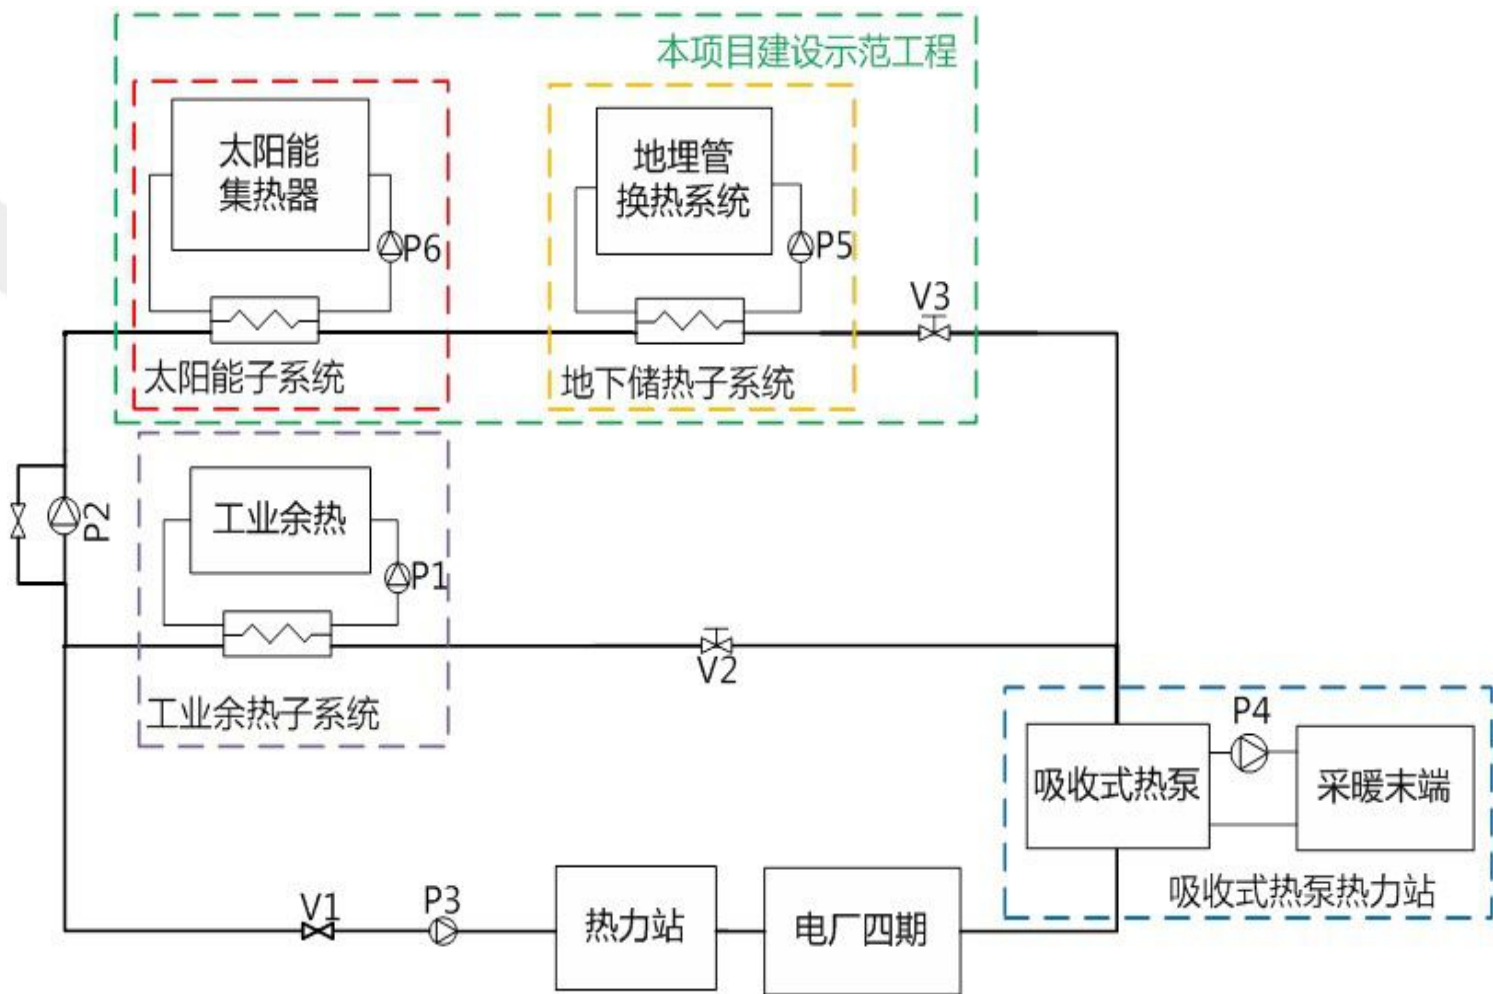 本项目建设示范工程
太阳能
集热器
P6
太阳能子系统
地埋管
换热系统
P5
地下储热子系统
V3
P2
工业余热
P1
工业余热子系统
V2
P4
吸收式热泵
采暖末端
吸收式热泵热力站
V1
P3
热力站
电厂四期